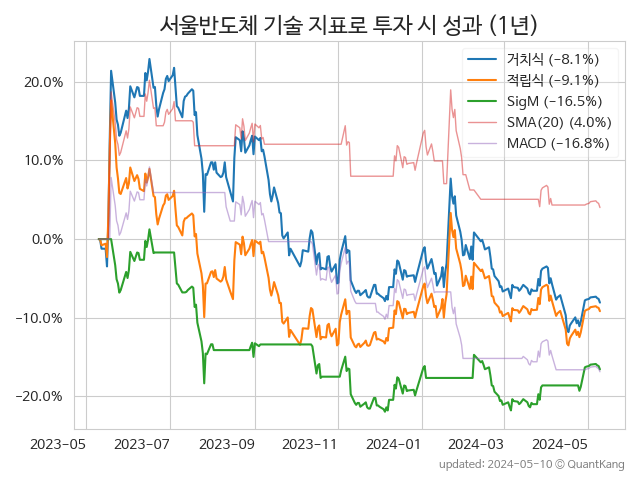 서울반도체 기술 지표로 투자 시 성과 (1년)
거치식 (−8.1%)
적립식 (−9.1%)
SigM (−16.5%)
SMA(20) (4.0%)
MACD (−16.8%)
20.0%
10.0%
0.0%
−10.0%
−20.0%
2023−05 2023−07 2023−09 2023−11 2024−01 2024−03 2024−05
updated: 2024-05-10 © QuantKang